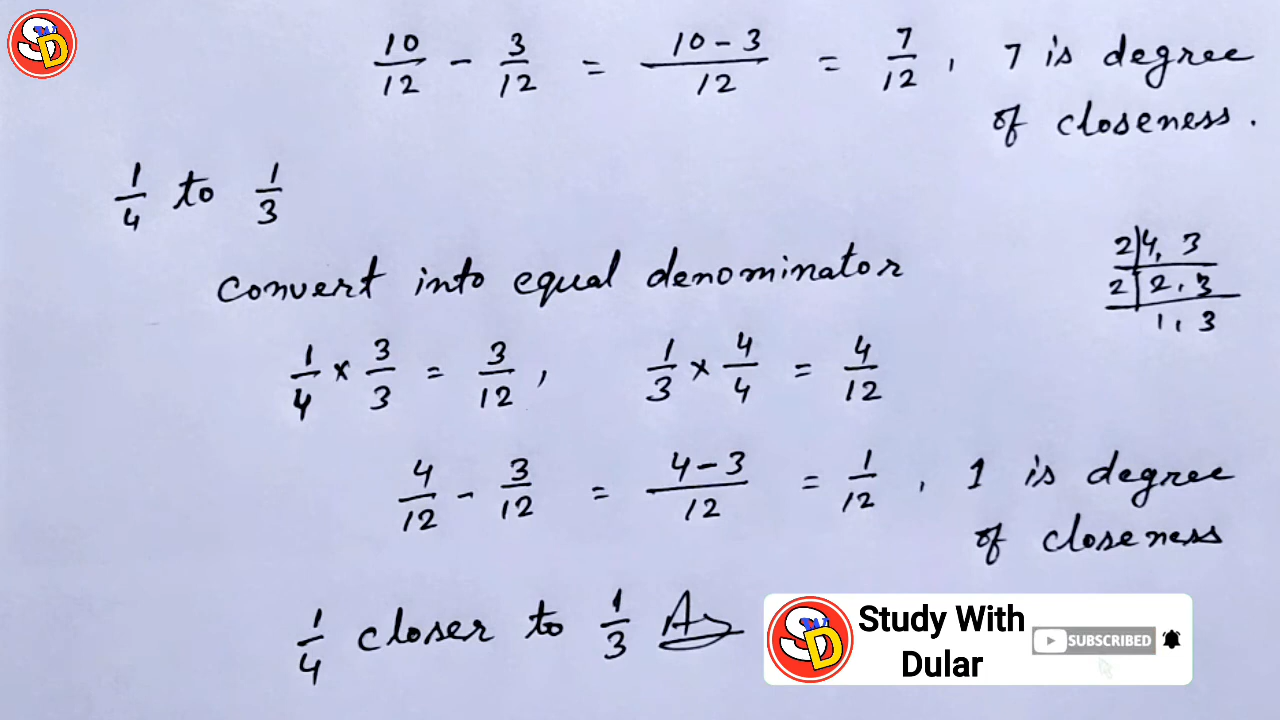 SD
10/12 - 3/12 = 10-3/12 = 7/12, 7 is degree
of closeness.
1/4 to 1/3
2|4, 3
convert into equal denominator
2|2, 3
1, 3
1/4 × 3/3 = 3/12, 1/3 × 4/4 = 4/12
4/12 - 3/12 = 4-3/12 = 1/12, 1 is degree
of closeness
1/4 closer to 1/3
SD
Study With
Dular
SUBSCRIBED